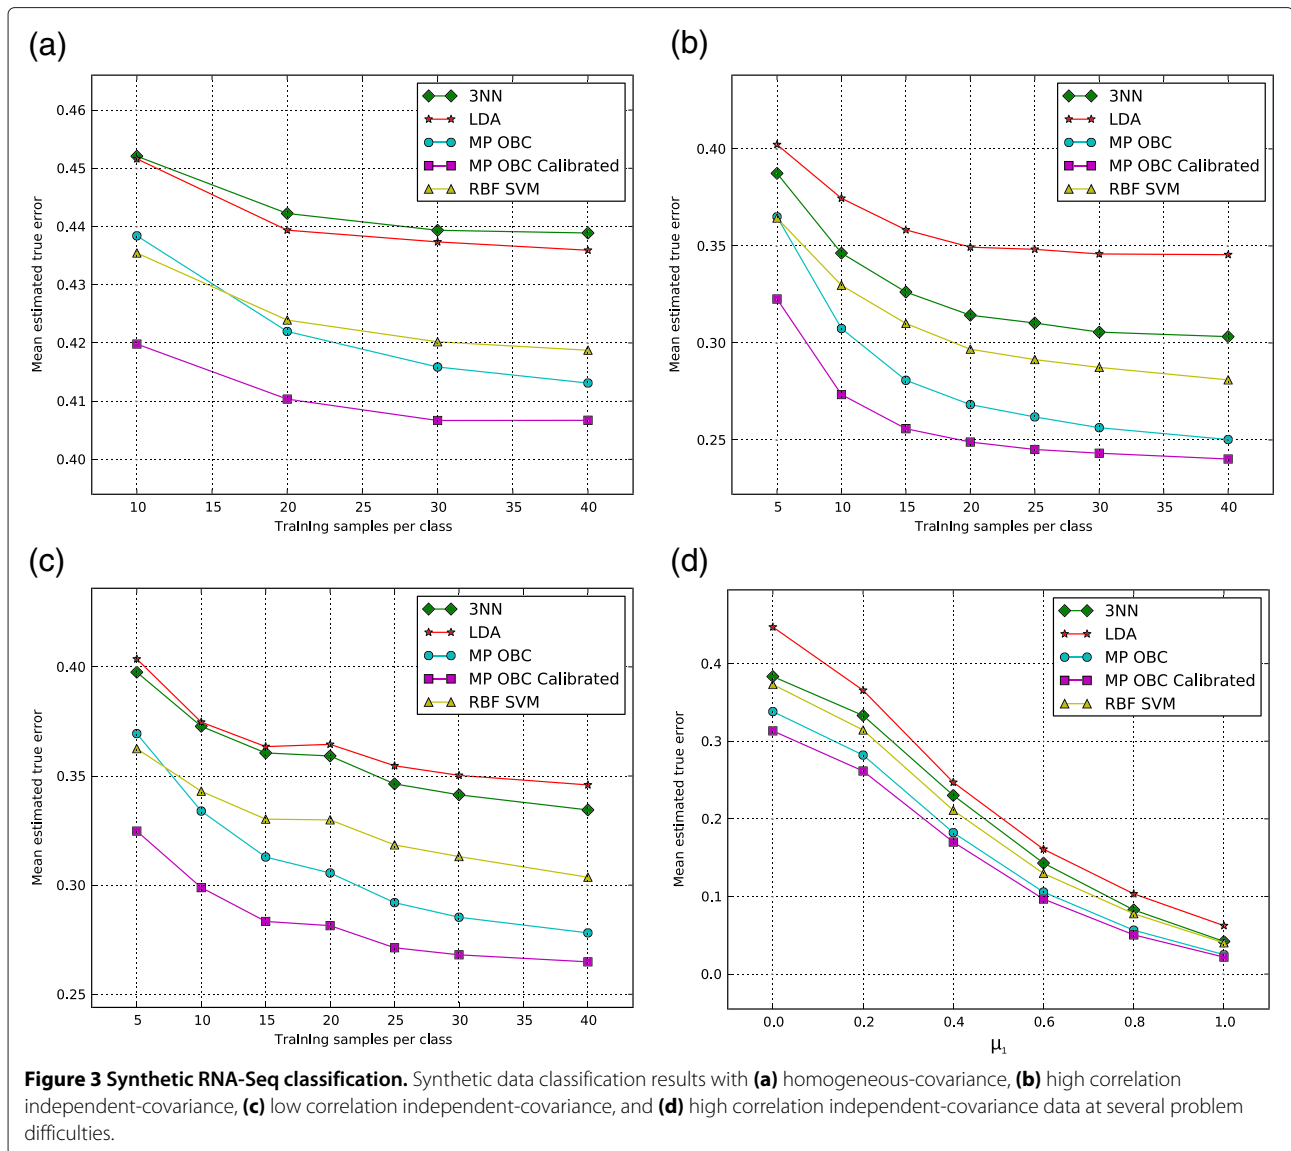 (a)
0.46
0.45
0.44
0.43
0.42
0.41
0.40
Mean estimated true error
3NN
LDA
MP OBC
MP OBC Calibrated
RBF SVM
10 15 20 25 30 35 40
Training samples per class
(b)
0.40
0.35
0.30
0.25
Mean estimated true error
3NN
LDA
MP OBC
MP OBC Calibrated
RBF SVM
5 10 15 20 25 30 35 40
Training samples per class
(c)
0.40
0.35
0.30
0.25
Mean estimated true error
3NN
LDA
MP OBC
MP OBC Calibrated
RBF SVM
5 10 15 20 25 30 35 40
Training samples per class
(d)
0.4
0.3
0.2
0.1
0.0
Mean estimated true error
3NN
LDA
MP OBC
MP OBC Calibrated
RBF SVM
0.0 0.2 0.4 0.6 0.8 1.0
μ₁
Figure 3 Synthetic RNA-Seq classification. Synthetic data classification results with (a) homogeneous-covariance, (b) high correlation
independent-covariance, (c) low correlation independent-covariance, and (d) high correlation independent-covariance data at several problem
difficulties.